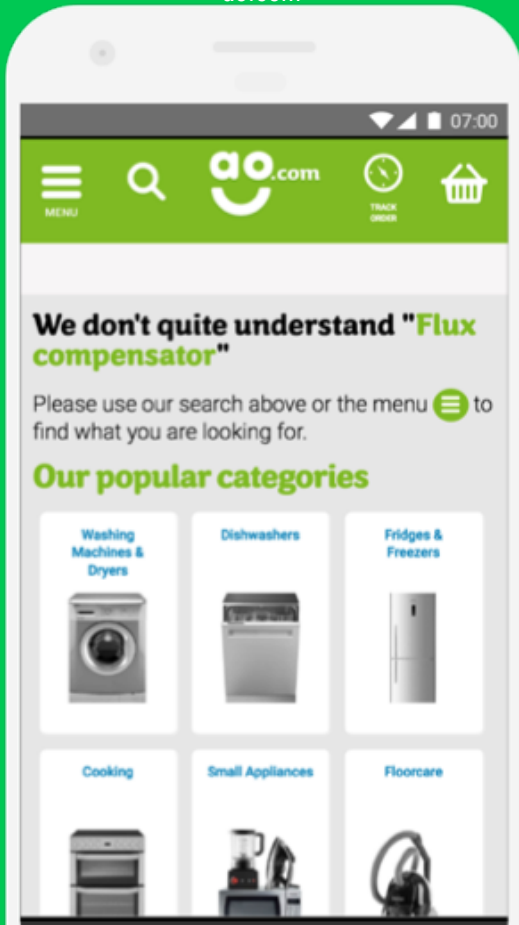 07:00
ao.com
MENU
TRACK
ORDER
We don't quite understand "Flux
compensator"
Please use our search above or the menu to
find what you are looking for.
Our popular categories
Washing
Machines &
Dryers
Dishwashers
Fridges &
Freezers
Cooking
Small Appliances
Floorcare